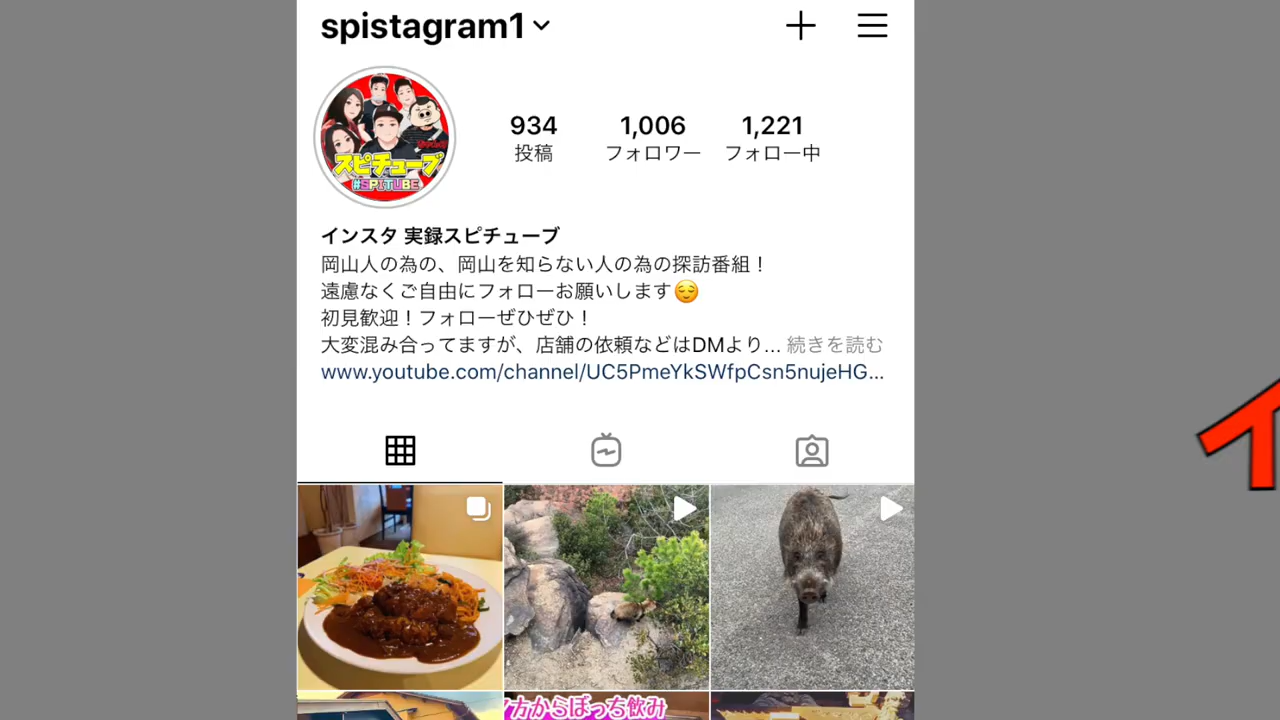 spistagram1
934
投稿
1,006
フォロワー
1,221
フォロー中
スピチューブ
#SPITUBE
インスタ 実録スピチューブ
岡山人の為の、岡山を知らない人の為の探訪番組！
遠慮なくご自由にフォローお願いします😌
初見歓迎！フォローぜひぜひ！
大変混み合ってますが、店舗の依頼などはDMより... 続きを読む
www.youtube.com/channel/UC5PmeYkSWfpCsn5nujeHG...
イ
夕方からぼっち飲み